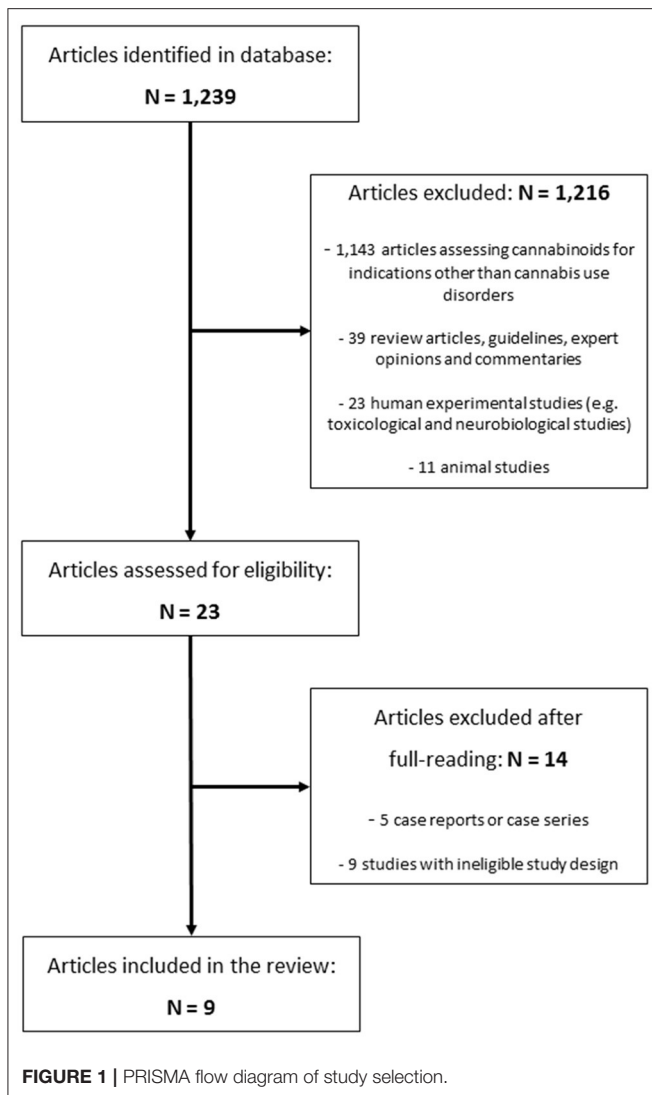 Articles identified in database:
N = 1,239
Articles excluded: N = 1,216
- 1,143 articles assessing cannabinoids for
indications other than cannabis use
disorders
- 39 review articles, guidelines, expert
opinions and commentaries
- 23 human experimental studies (e.g.
toxicological and neurobiological studies)
- 11 animal studies
Articles assessed for eligibility:
N = 23
Articles excluded after
full-reading: N = 14
- 5 case reports or case series
- 9 studies with ineligible study design
Articles included in the review:
N = 9
FIGURE 1 | PRISMA flow diagram of study selection.